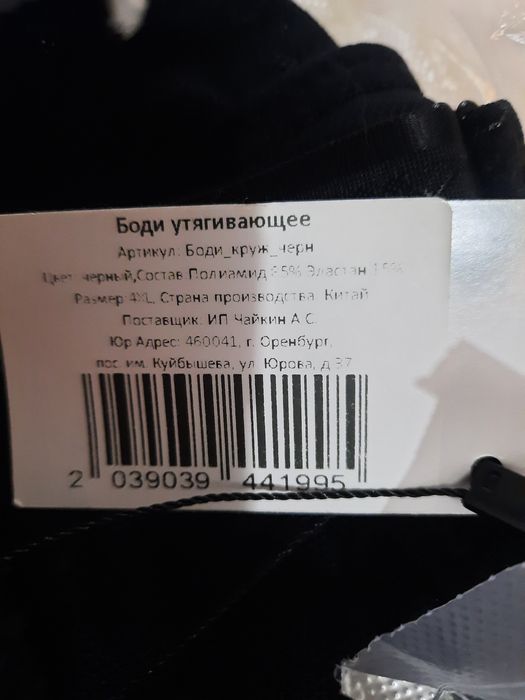 Боди утягивающее
Артикул: Боди_круж_черн
Цвет: черный,Состав Полиамид 85% Эластан 15%
Размер 4XL, Страна производства: Китай
Поставщик: ИП Чайкин А.С.
Юр Адрес: 460041, г. Оренбург,
пос. им. Куйбышева, ул. Юрова, д.
2 039039 441995